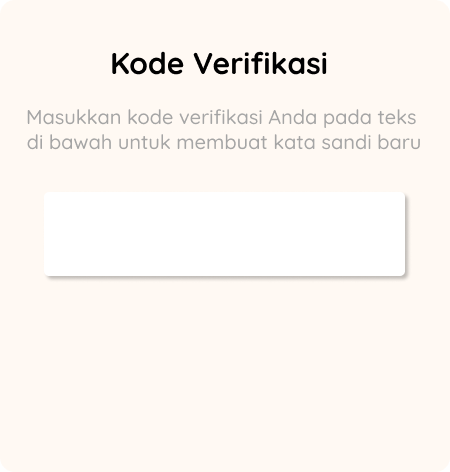 Kode Verifikasi
Masukkan kode verifikasi Anda pada teks
di bawah untuk membuat kata sandi baru